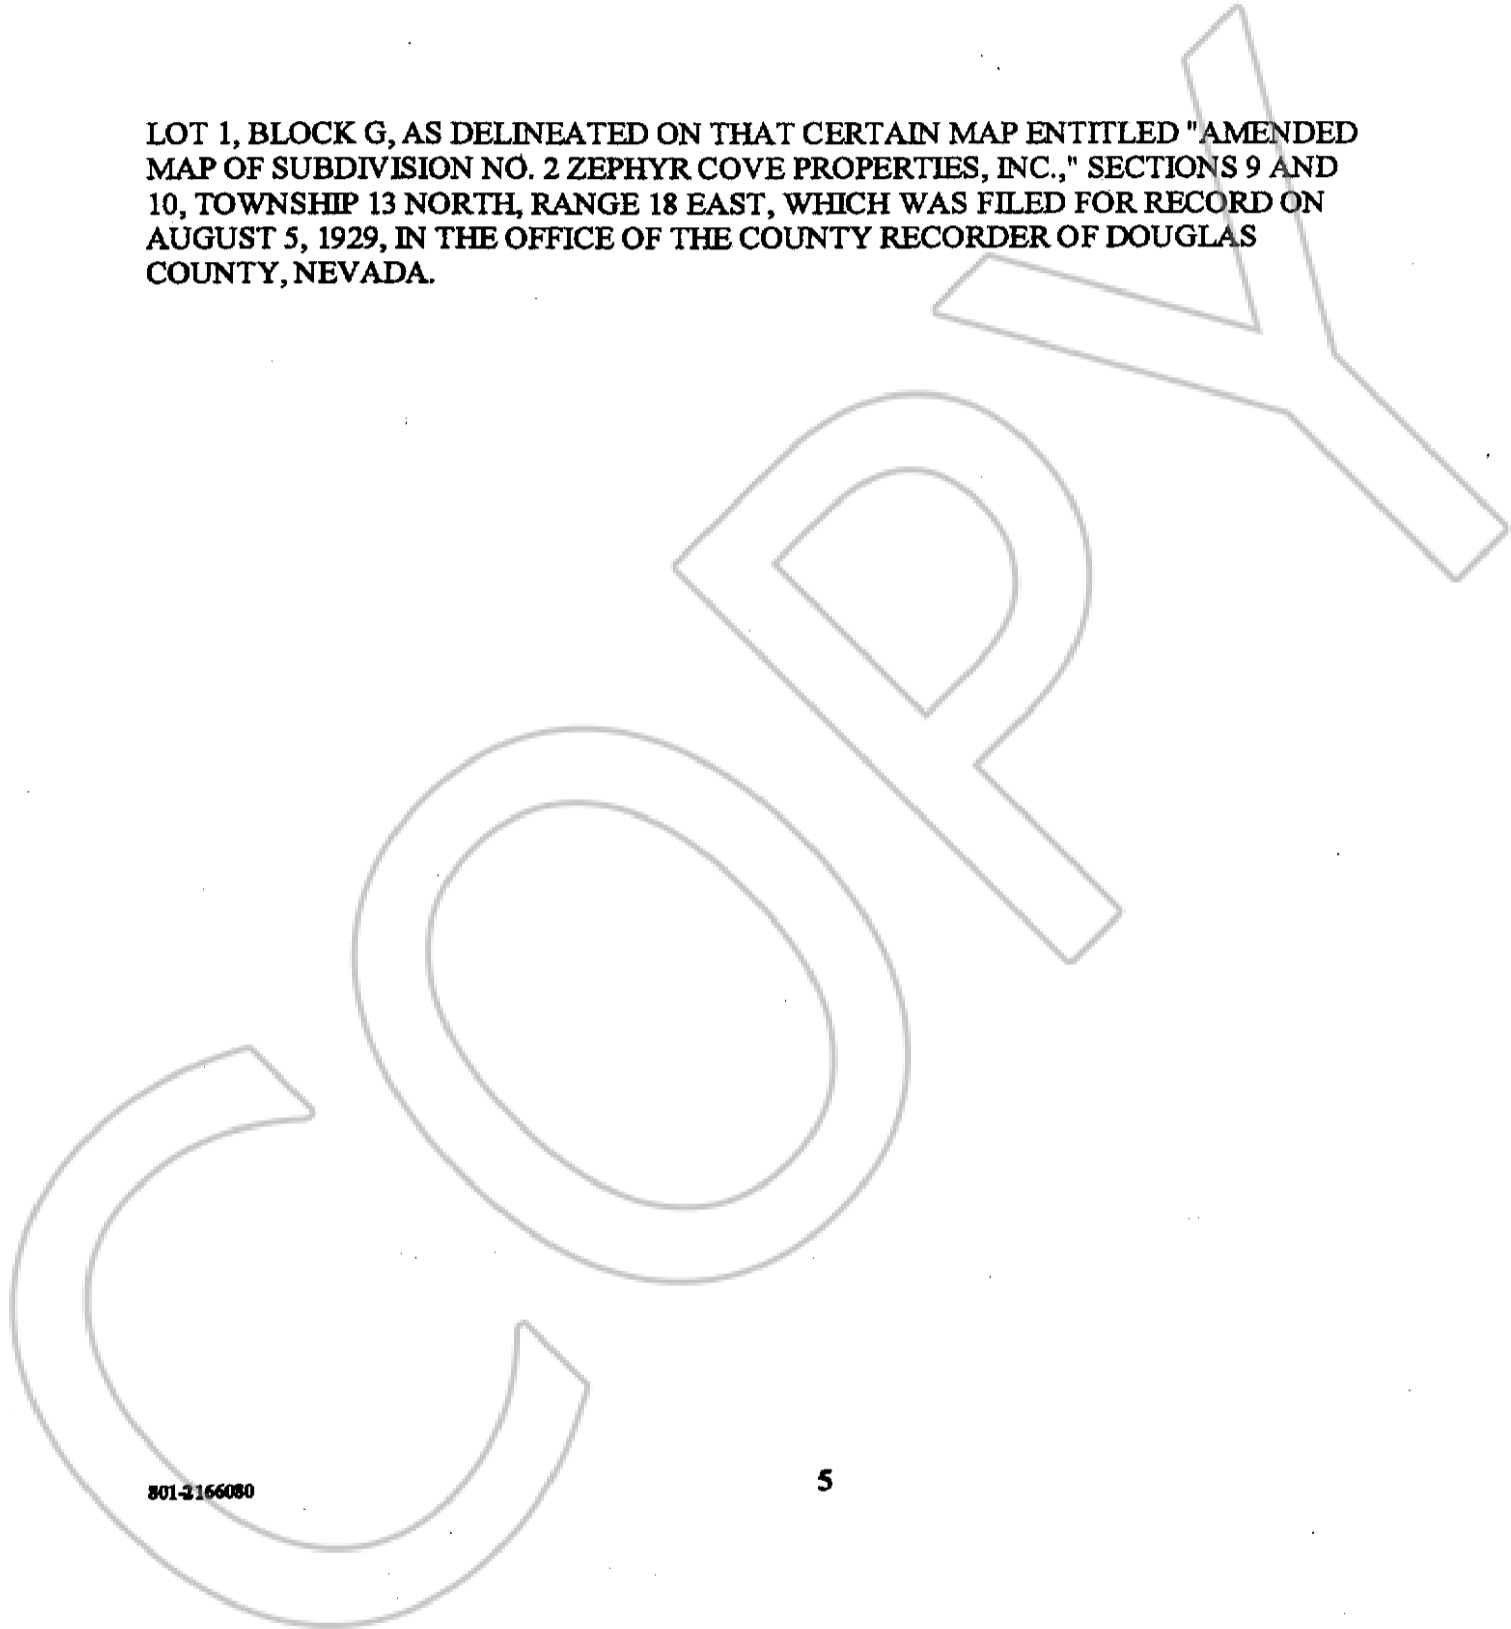 LOT 1, BLOCK G, AS DELINEATED ON THAT CERTAIN MAP ENTITLED "AMENDED
MAP OF SUBDIVISION NO. 2 ZEPHYR COVE PROPERTIES, INC.," SECTIONS 9 AND
10, TOWNSHIP 13 NORTH, RANGE 18 EAST, WHICH WAS FILED FOR RECORD ON
AUGUST 5, 1929, IN THE OFFICE OF THE COUNTY RECORDER OF DOUGLAS
COUNTY, NEVADA.
COPY
801-2166080
5